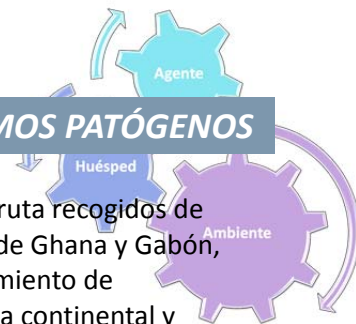 Agente
MOS PATÓGENOS
Huésped
Ambiente
ruta recogidos de
de Ghana y Gabón,
miento de
a continental y